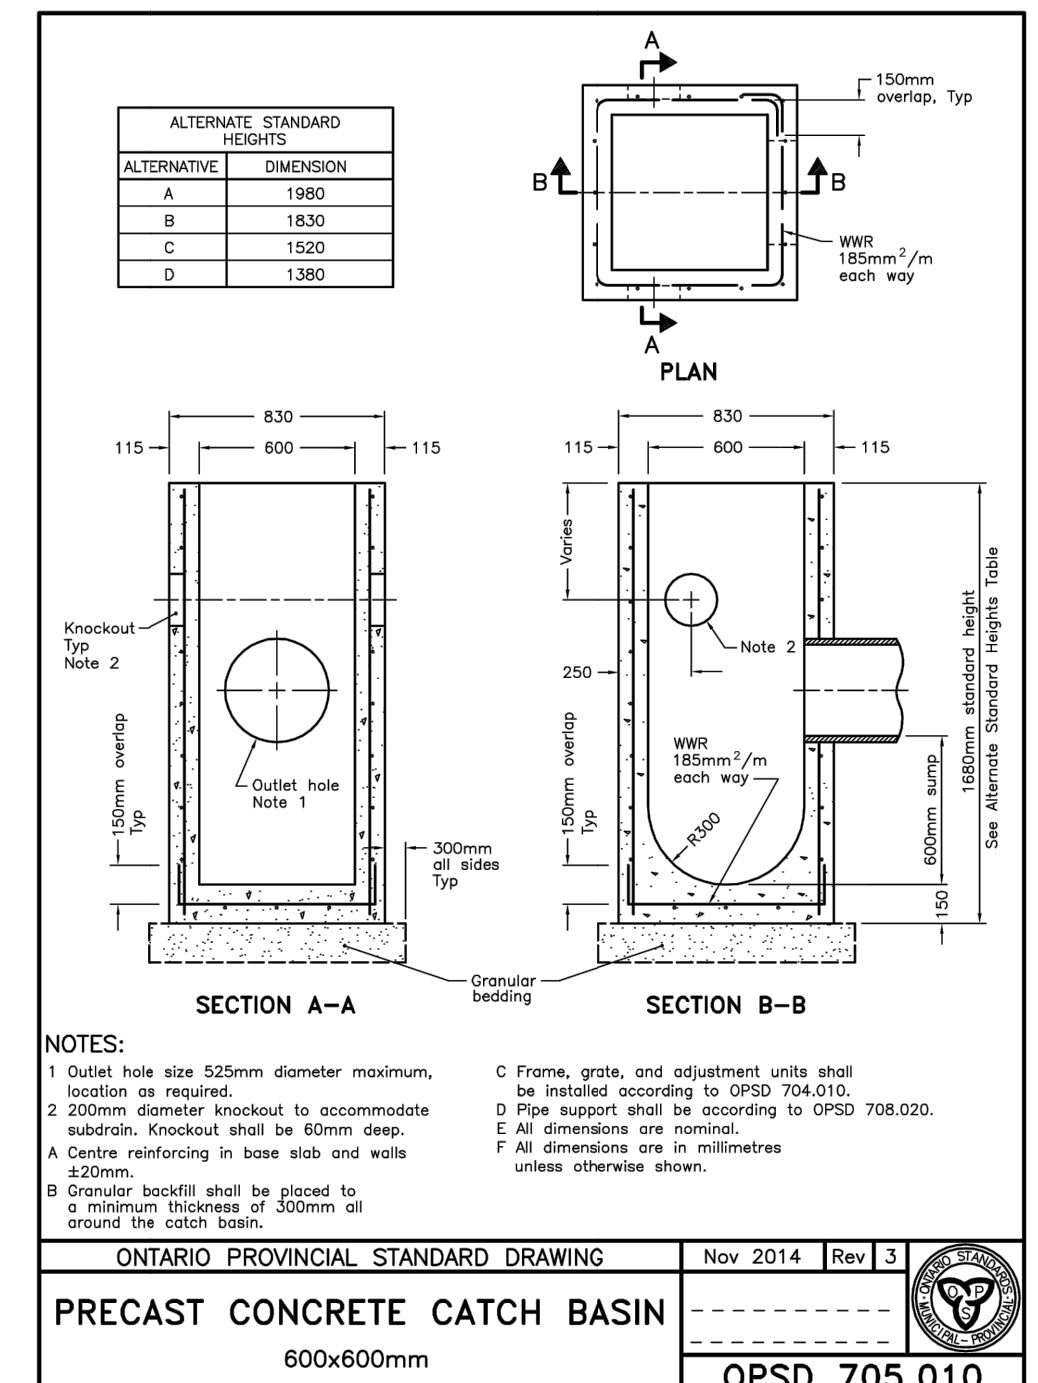 A
150mm
overlap, Typ
ALTERNATE STANDARD
HEIGHTS
ALTERNATIVE DIMENSION
A 1980
B 1830
C 1520
D 1380
B B
WWR
185mm²/m
each way
A
PLAN
830
115 600 115
830
115 600 115
Varies
Knockout
Typ
Note 2
Note 2
250
150mm overlap
Typ
Outlet hole
Note 1
300mm
all sides
Typ
150mm overlap
Typ
WWR
185mm²/m
each way
R300
600mm sump
150
1680mm standard height
See Alternate Standard Heights Table
Granular
bedding
SECTION A-A
SECTION B-B
NOTES:
1 Outlet hole size 525mm diameter maximum,
location as required.
2 200mm diameter knockout to accommodate
subdrain. Knockout shall be 60mm deep.
A Centre reinforcing in base slab and walls
±20mm.
B Granular backfill shall be placed to
a minimum thickness of 300mm all
around the catch basin.
C Frame, grate, and adjustment units shall
be installed according to OPSD 704.010.
D Pipe support shall be according to OPSD 708.020.
E All dimensions are nominal.
F All dimensions are in millimetres
unless otherwise shown.
ONTARIO PROVINCIAL STANDARD DRAWING
Nov 2014 Rev 3
PRECAST CONCRETE CATCH BASIN
600x600mm
ONTARIO STANDARDS
MUNICIPAL - PROVINCIAL
O P S
OPSD 705.010